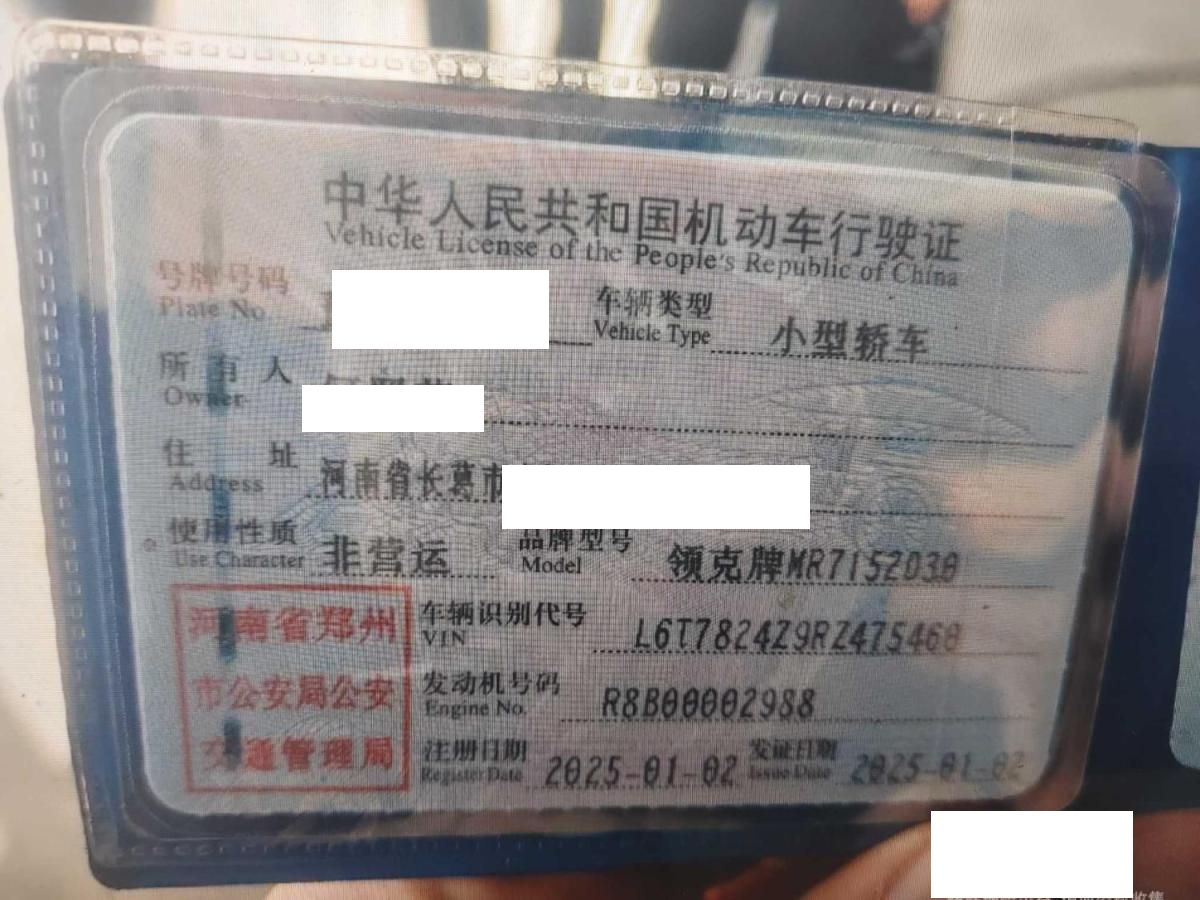 中华人民共和国机动车行驶证
Vehicle License of the People's Republic of China
号牌号码
Plate No.
车辆类型 小型轿车
Vehicle Type
所有人
Owner
住址 河南省长葛市
Address
使用性质 非营运
Use Character
品牌型号 领克牌MR7152D30
Model
车辆识别代号 L6T7824Z9RZ475460
VIN
河南省郑州
市公安局公安
交通管理局
发动机号码 R8B00002988
Engine No.
注册日期 2025-01-02
Register Date
发证日期 2025-01-02
Issue Date